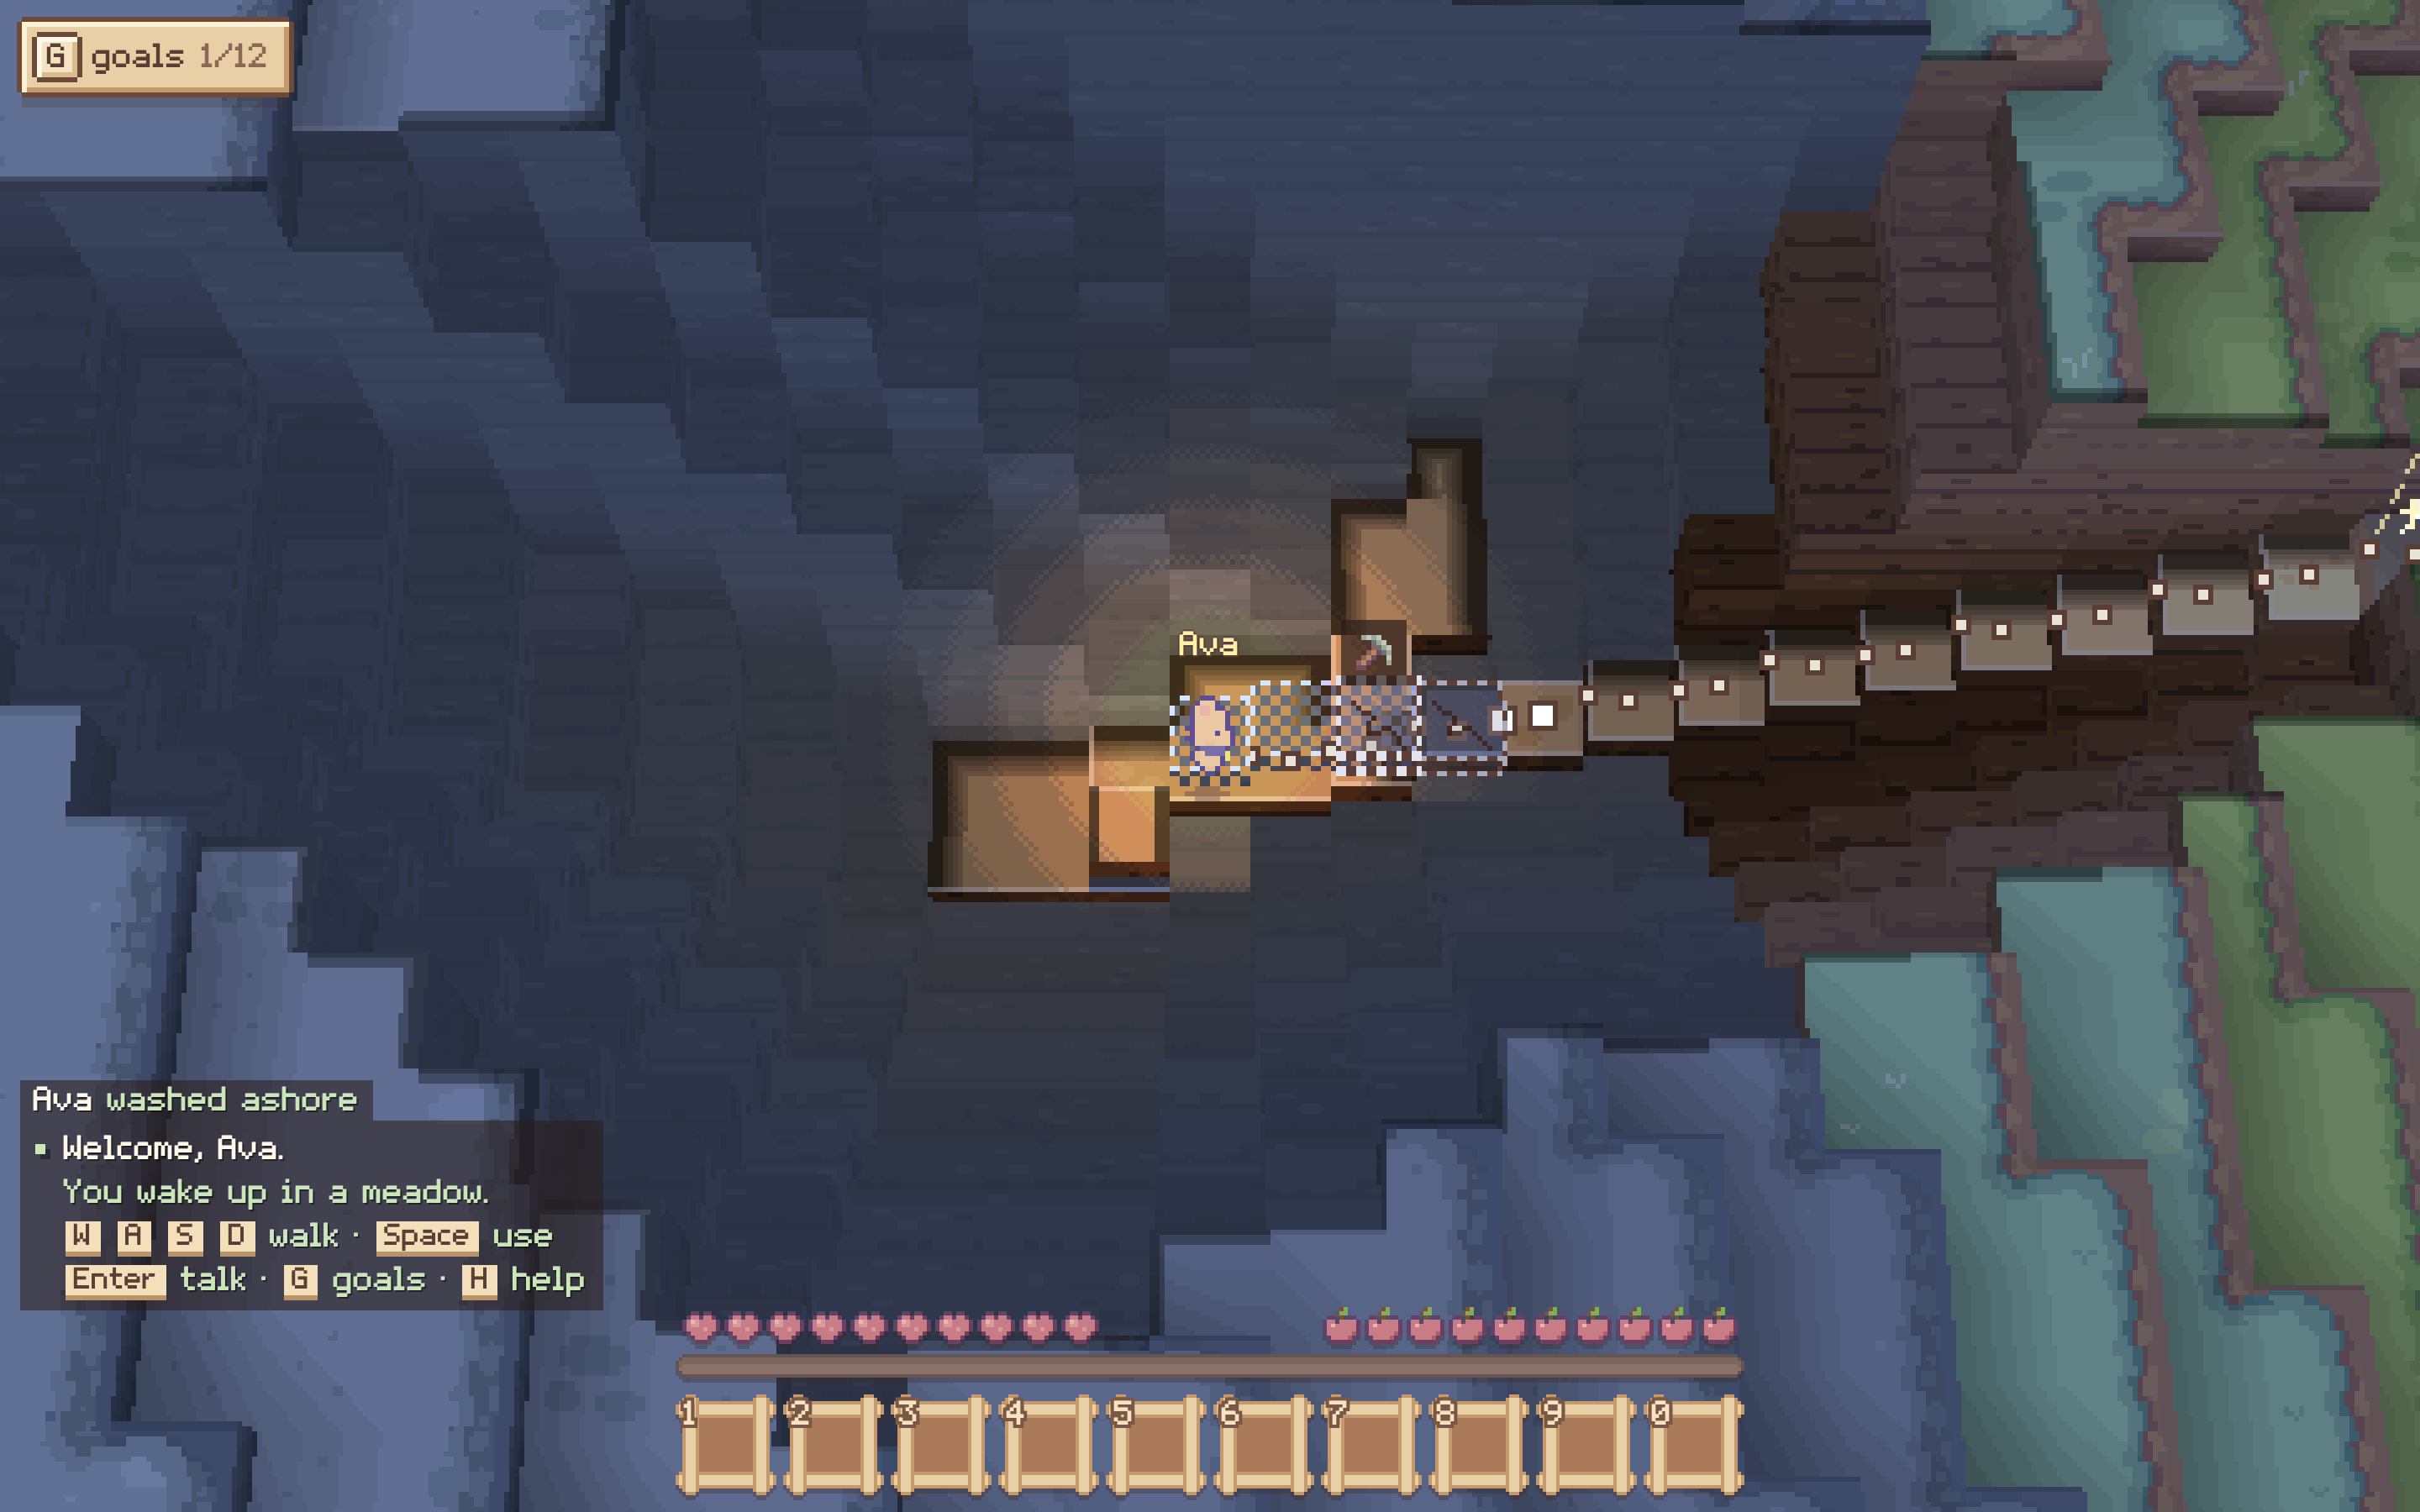 G goals 1/12
Ava
Ava washed ashore
Welcome, Ava.
You wake up in a meadow.
W A S D walk · Space use
Enter talk · G goals · H help
1 2 3 4 5 6 7 8 9 0